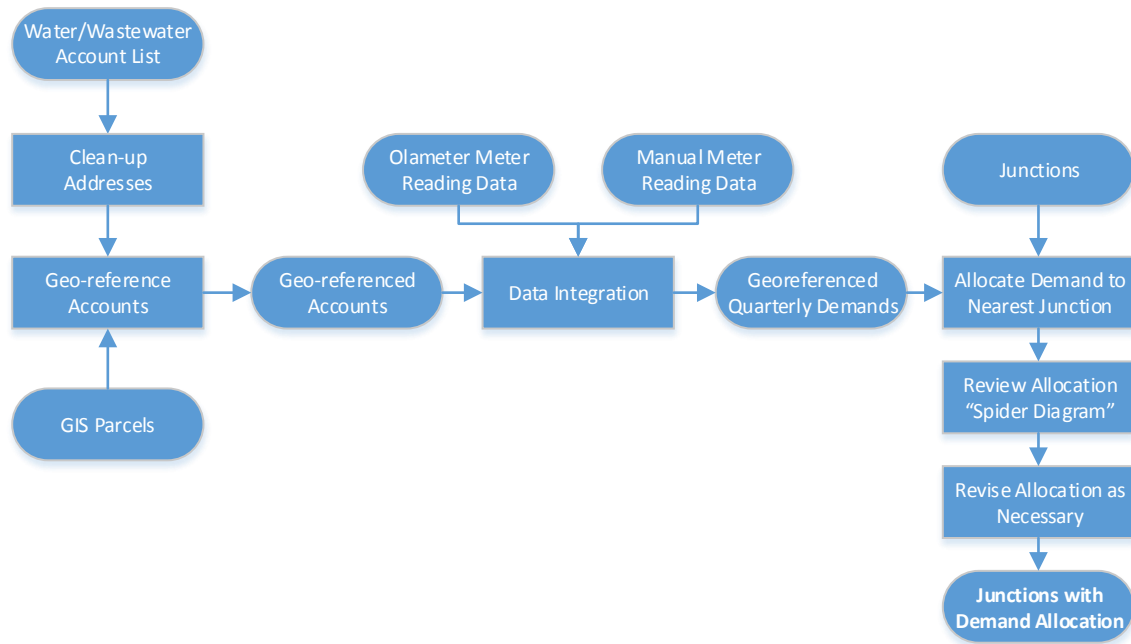 Water/Wastewater
Account List
Clean-up
Addresses
Olameter Meter
Reading Data
Manual Meter
Reading Data
Junctions
Geo-reference
Accounts
Geo-referenced
Accounts
Data Integration
Georeferenced
Quarterly Demands
Allocate Demand to
Nearest Junction
GIS Parcels
Review Allocation
“Spider Diagram”
Revise Allocation as
Necessary
Junctions with
Demand Allocation